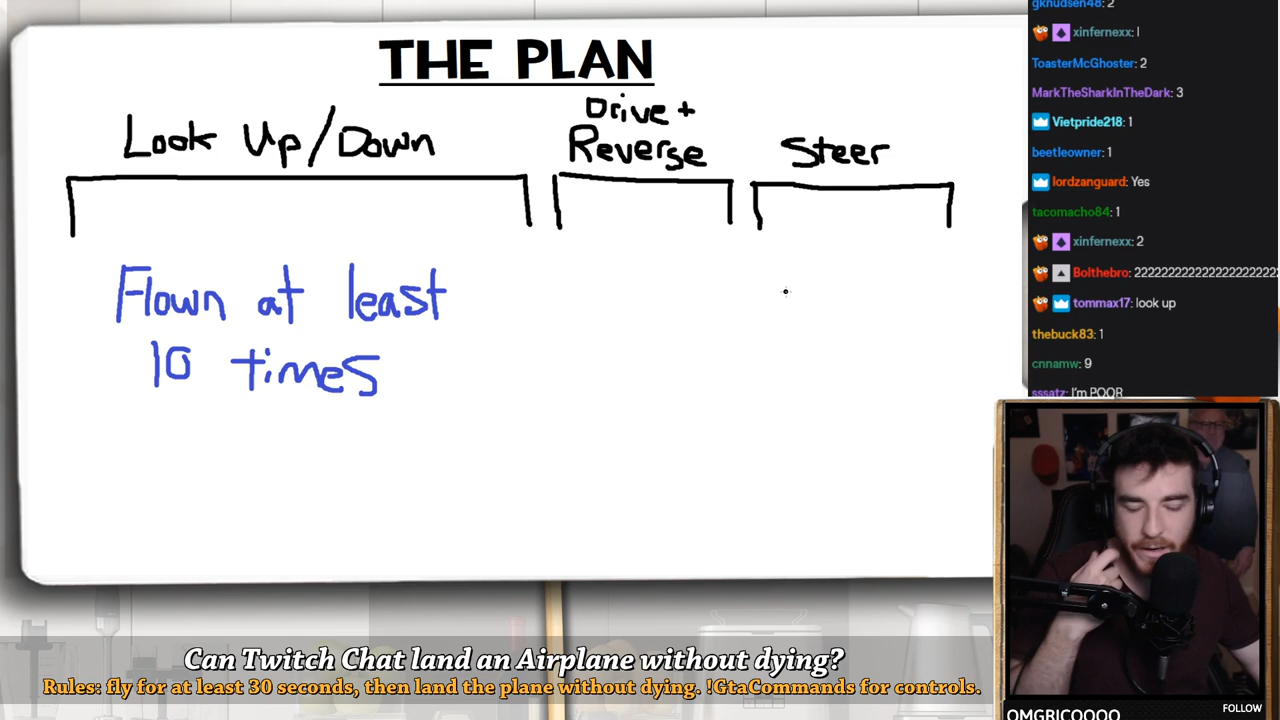 THE PLAN
Look Up/Down
Drive +
Reverse
Steer
Flown at least
10 times
gknudsen48: 2
xinfernexx: l
ToasterMcGhoster: 2
MarkTheSharkInTheDark: 3
Vietpride218: 1
beetleowner: 1
lordzanguard: Yes
tacomacho84: 1
xinfernexx: 2
Bolthebro: 22222222222222222222222
tommax17: look up
thebuck83: 1
cnnamw: 9
sssatz: I'm POOR
Can Twitch Chat land an Airplane without dying?
Rules: fly for at least 30 seconds, then land the plane without dying. !GtaCommands for controls.
OMGRICOOOO
FOLLOW